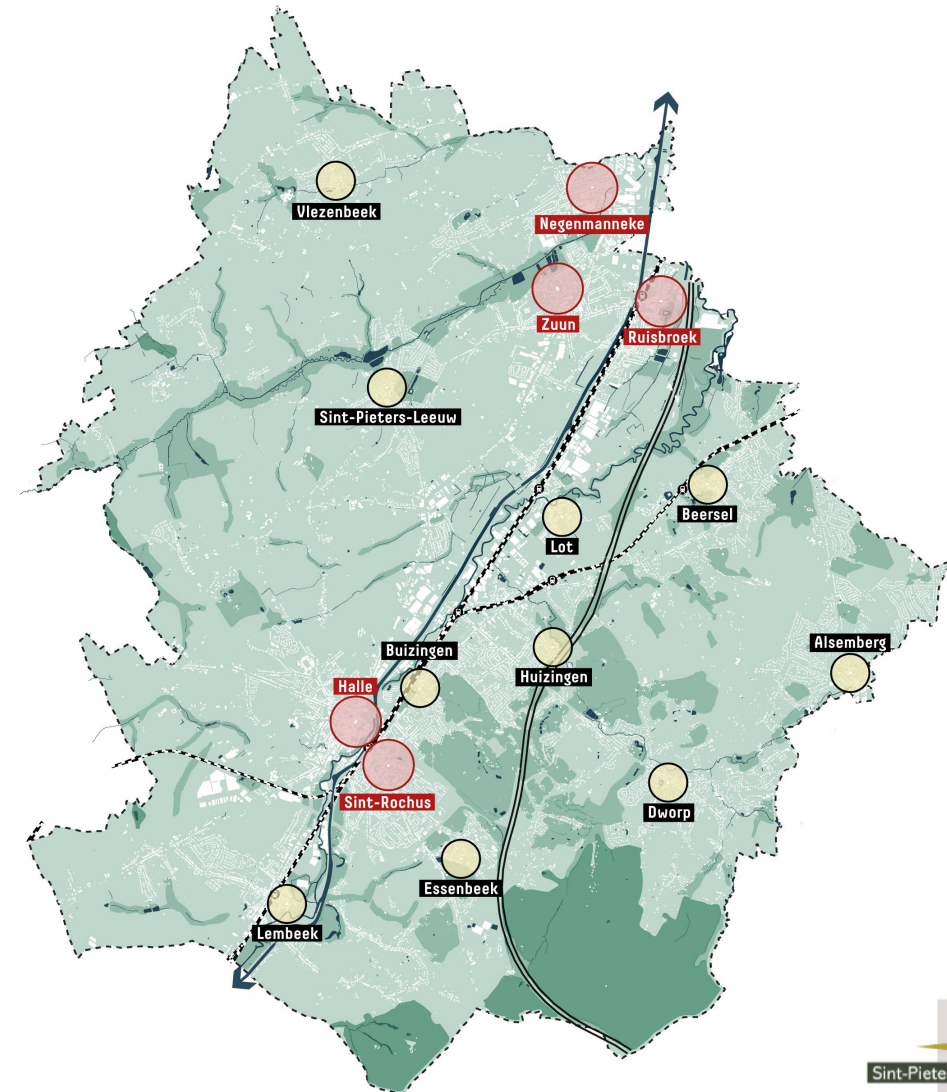 Vlezenbeek
Negenmanneke
Zuun
Ruisbroek
Sint-Pieters-Leeuw
Beersel
Lot
Alsemberg
Buizingen
Huizingen
Halle
Sint-Rochus
Dworp
Essenbeek
Lembeek
Sint-Piete